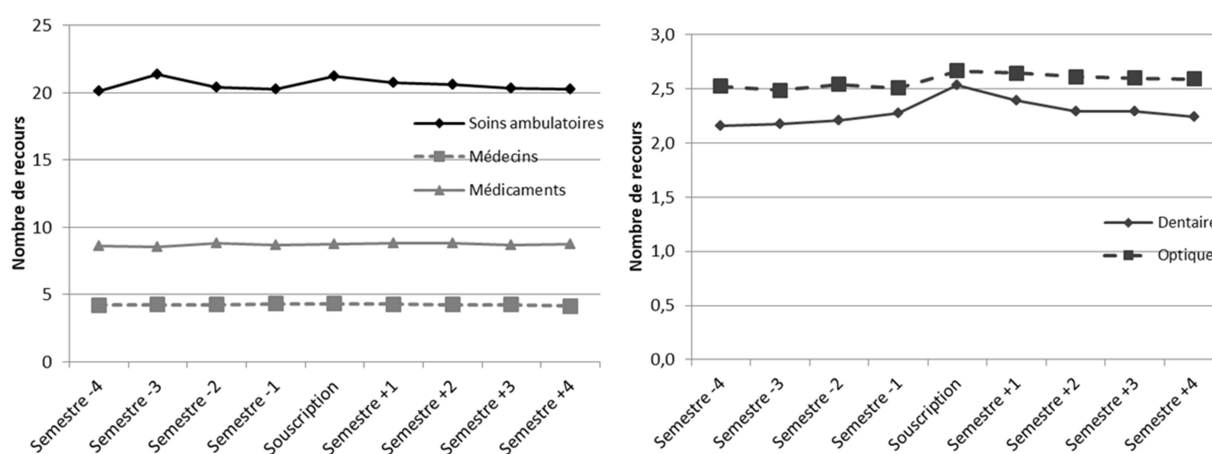 Nombre de recours
25
20
15
10
5
0
Soins ambulatoires
Médecins
Médicaments
Semestre -4
Semestre -3
Semestre -2
Semestre -1
Souscription
Semestre +1
Semestre +2
Semestre +3
Semestre +4
Nombre de recours
3,0
2,5
2,0
1,5
1,0
0,5
0,0
Dentaire
Optique
Semestre -4
Semestre -3
Semestre -2
Semestre -1
Souscription
Semestre +1
Semestre +2
Semestre +3
Semestre +4